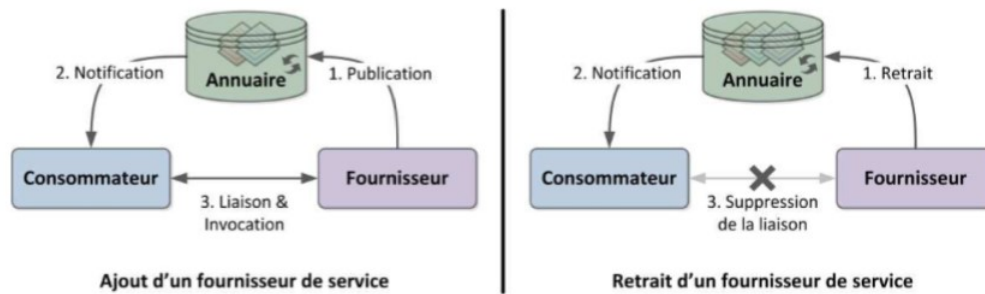 2. Notification
Annuaire
1. Publication
Consommateur
Fournisseur
3. Liaison &
Invocation
Ajout d'un fournisseur de service
2. Notification
Annuaire
1. Retrait
Consommateur
Fournisseur
3. Suppression
de la liaison
Retrait d'un fournisseur de service